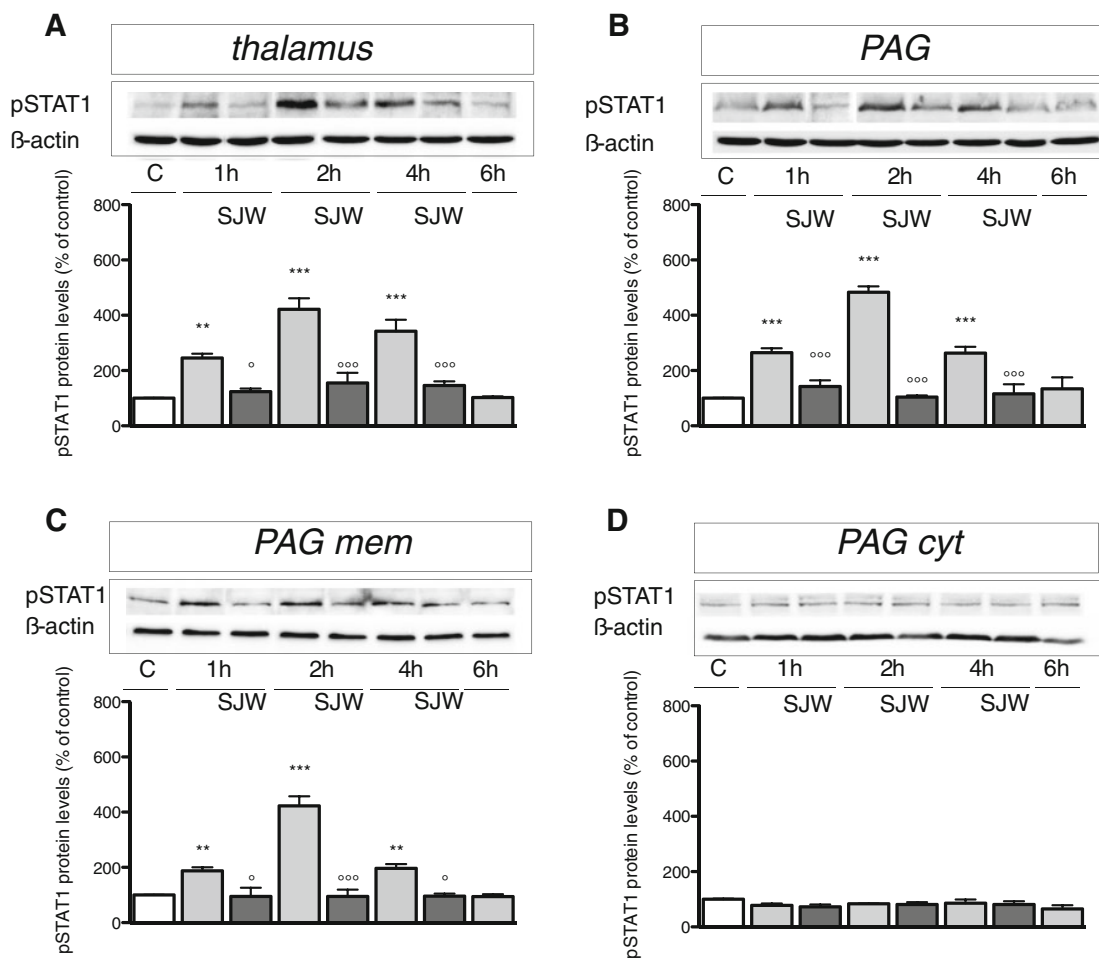 A
thalamus
pSTAT1
ß-actin
C 1h 2h 4h 6h
SJW SJW SJW
pSTAT1 protein levels (% of control)
800
600
400
200
0
** ° *** °°° *** °°°
B
PAG
pSTAT1
ß-actin
C 1h 2h 4h 6h
SJW SJW SJW
pSTAT1 protein levels (% of control)
800
600
400
200
0
*** °°° *** °°° *** °°°
C
PAG mem
pSTAT1
ß-actin
C 1h 2h 4h 6h
SJW SJW SJW
pSTAT1 protein levels (% of control)
800
600
400
200
0
** ° *** °°° ** °
D
PAG cyt
pSTAT1
ß-actin
C 1h 2h 4h 6h
SJW SJW SJW
pSTAT1 protein levels (% of control)
800
600
400
200
0